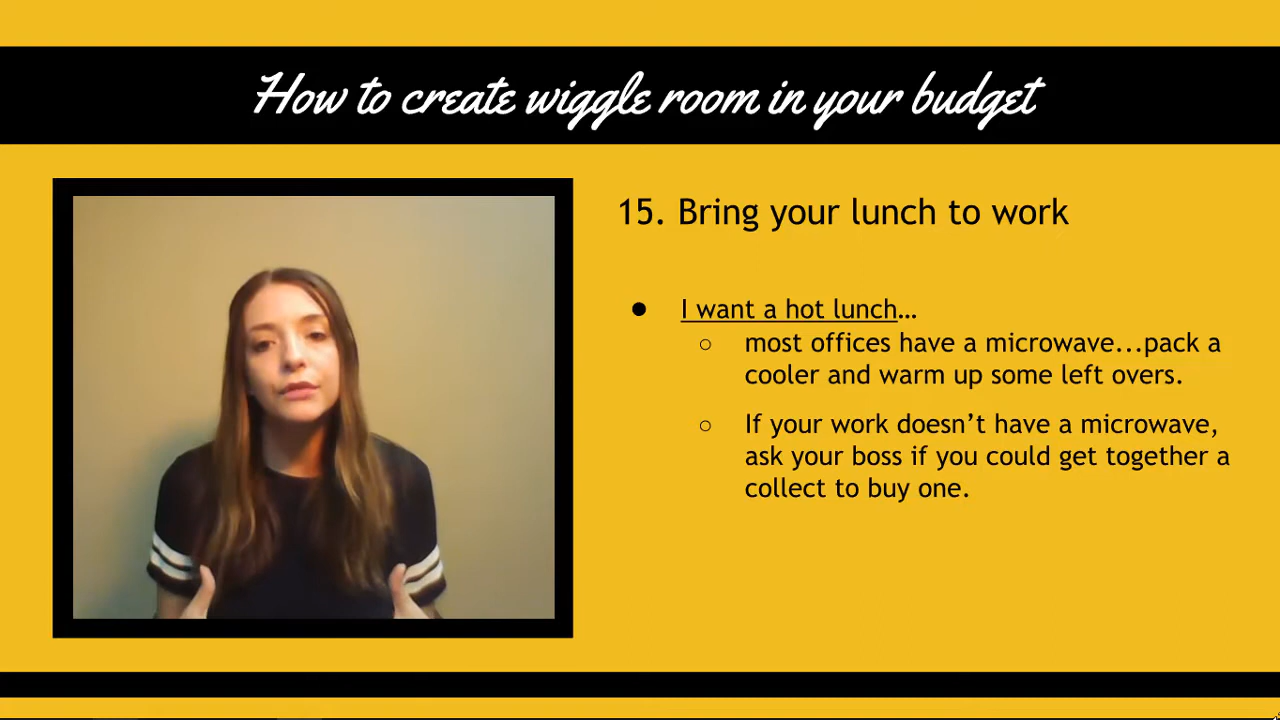 How to create wiggle room in your budget
15. Bring your lunch to work
● I want a hot lunch…
○ most offices have a microwave...pack a
cooler and warm up some left overs.
○ If your work doesn’t have a microwave,
ask your boss if you could get together a
collect to buy one.